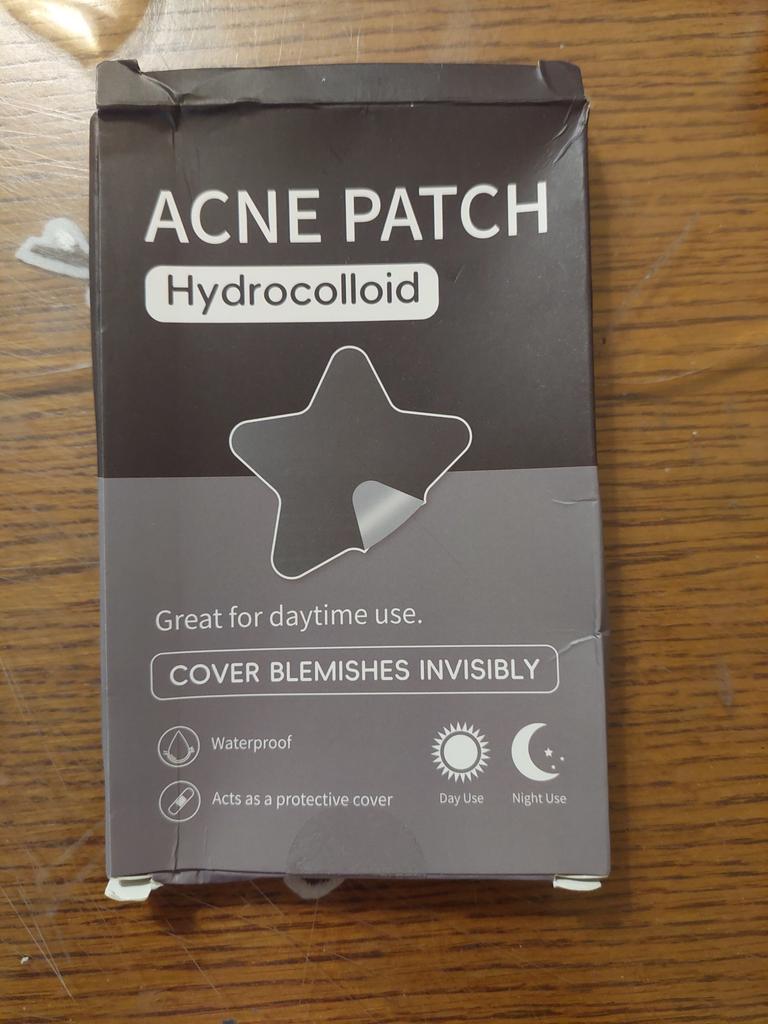 ACNE PATCH
Hydrocolloid
Great for daytime use.
COVER BLEMISHES INVISIBLY
Waterproof
Acts as a protective cover
Day Use
Night Use